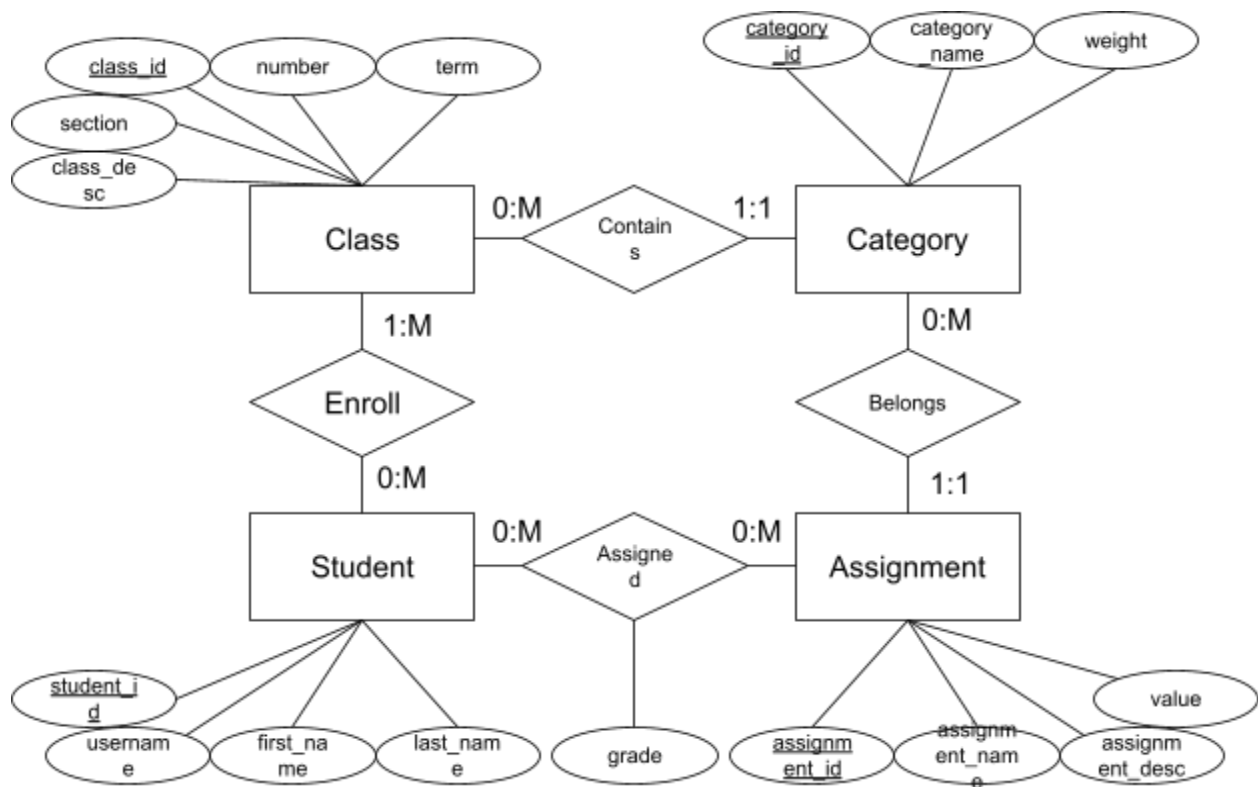 class_id
number
term
section
class_de
sc
category
_id
category
_name
weight
Class
0:M
Contain
s
1:1
Category
1:M
0:M
Enroll
Belongs
0:M
1:1
Student
0:M
Assigne
d
0:M
Assignment
student_i
d
usernam
e
first_na
me
last_nam
e
grade
assignm
ent_id
assignm
ent_nam
e
assignm
ent_desc
value